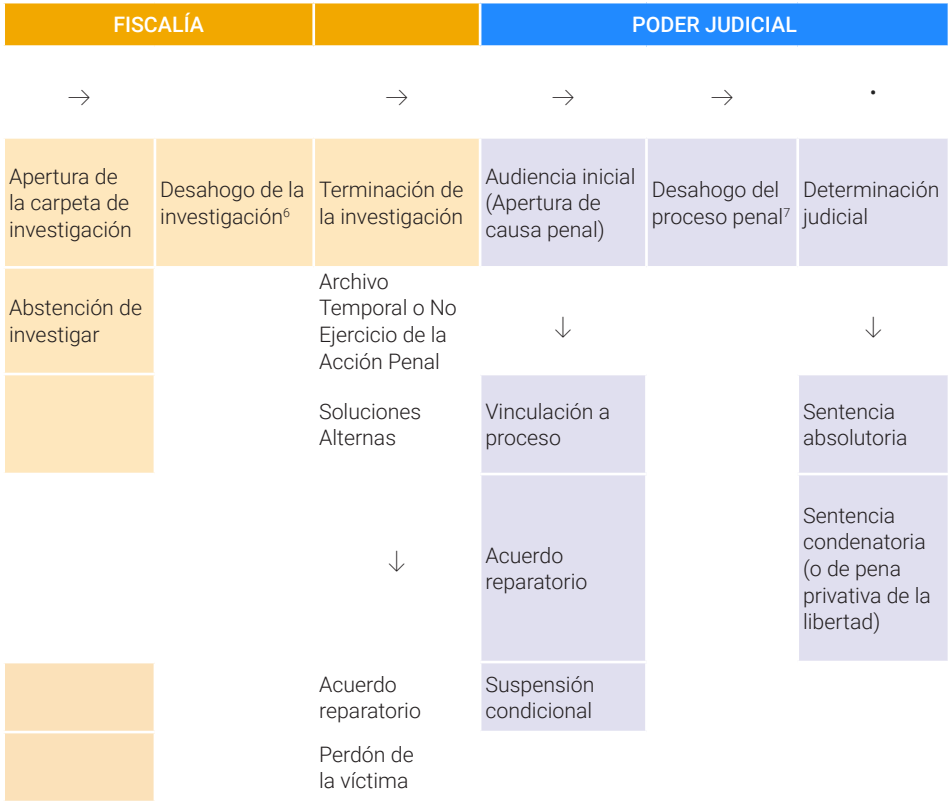 FISCALÍA
PODER JUDICIAL
→ → → → ·
Apertura de
la carpeta de
investigación
Desahogo de la
investigación⁶
Terminación de
la investigación
Audiencia inicial
(Apertura de
causa penal)
Desahogo del
proceso penal⁷
Determinación
judicial
Abstención de
investigar
Archivo
Temporal o No
Ejercicio de la
Acción Penal
↓
↓
Soluciones
Alternas
Vinculación a
proceso
Sentencia
absolutoria
↓
Acuerdo
reparatorio
Sentencia
condenatoria
(o de pena
privativa de la
libertad)
Acuerdo
reparatorio
Suspensión
condicional
Perdón de
la víctima